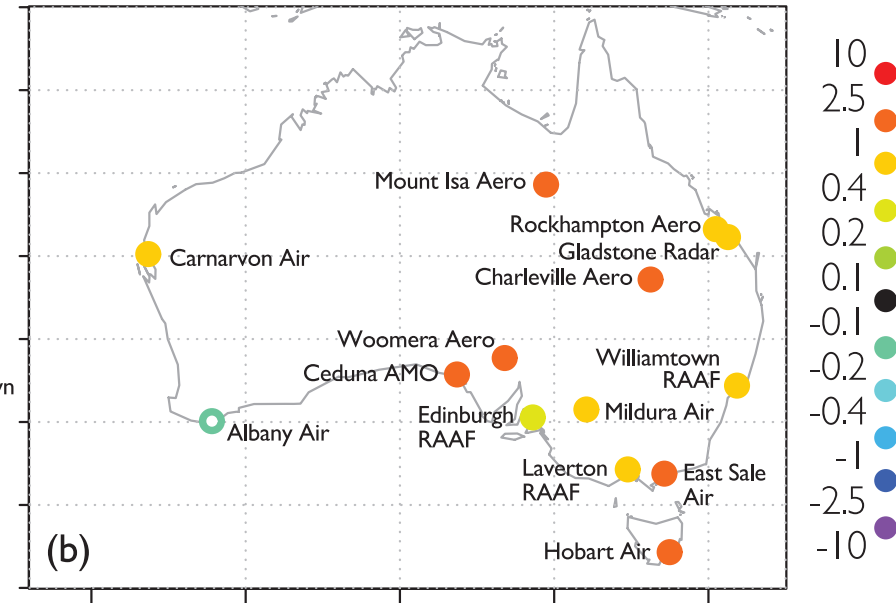 10
2.5
1
0.4
0.2
0.1
-0.1
-0.2
-0.4
-1
-2.5
-10
Mount Isa Aero
Rockhampton Aero
Gladstone Radar
Carnarvon Air
Charleville Aero
Woomera Aero
Williamtown
RAAF
Ceduna AMO
wn
Edinburgh
RAAF
Mildura Air
Albany Air
Laverton
RAAF
East Sale
Air
Hobart Air
(b)